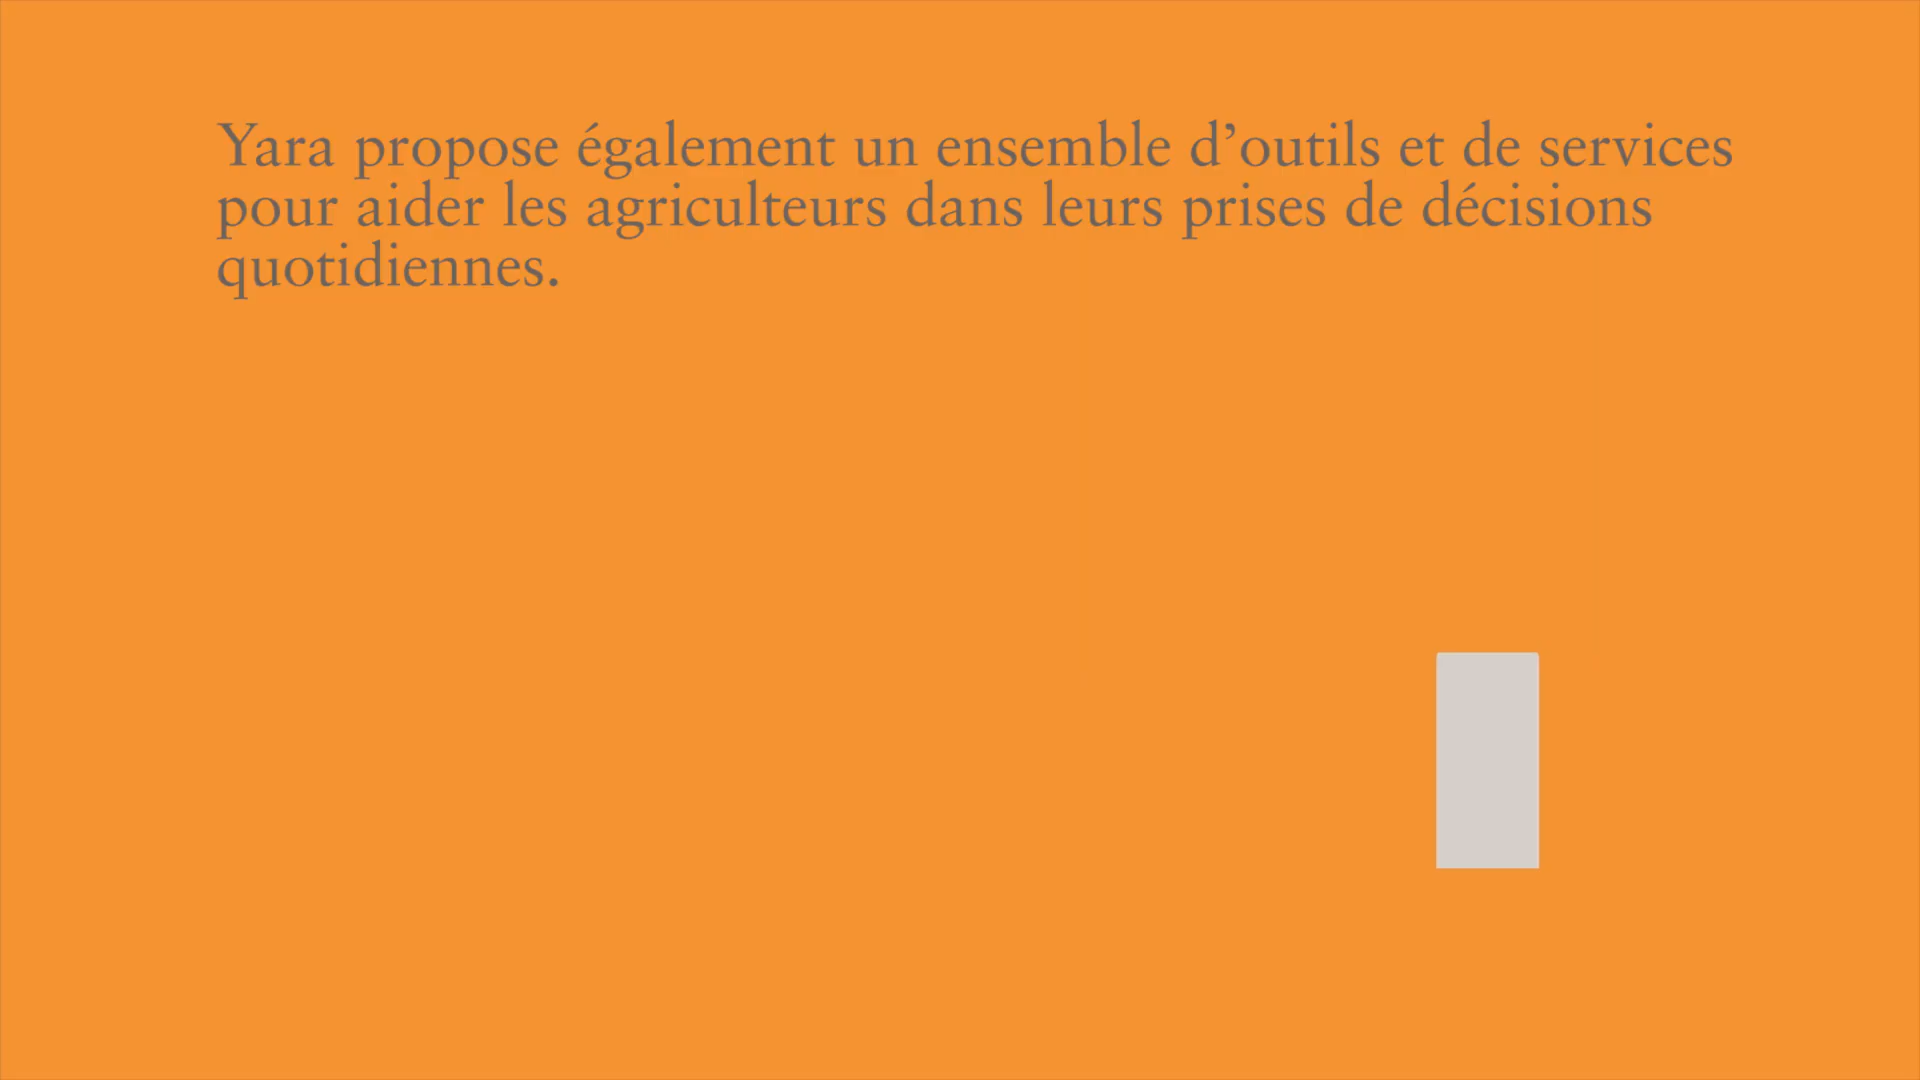 Yara propose également un ensemble d’outils et de services
pour aider les agriculteurs dans leurs prises de décisions
quotidiennes.